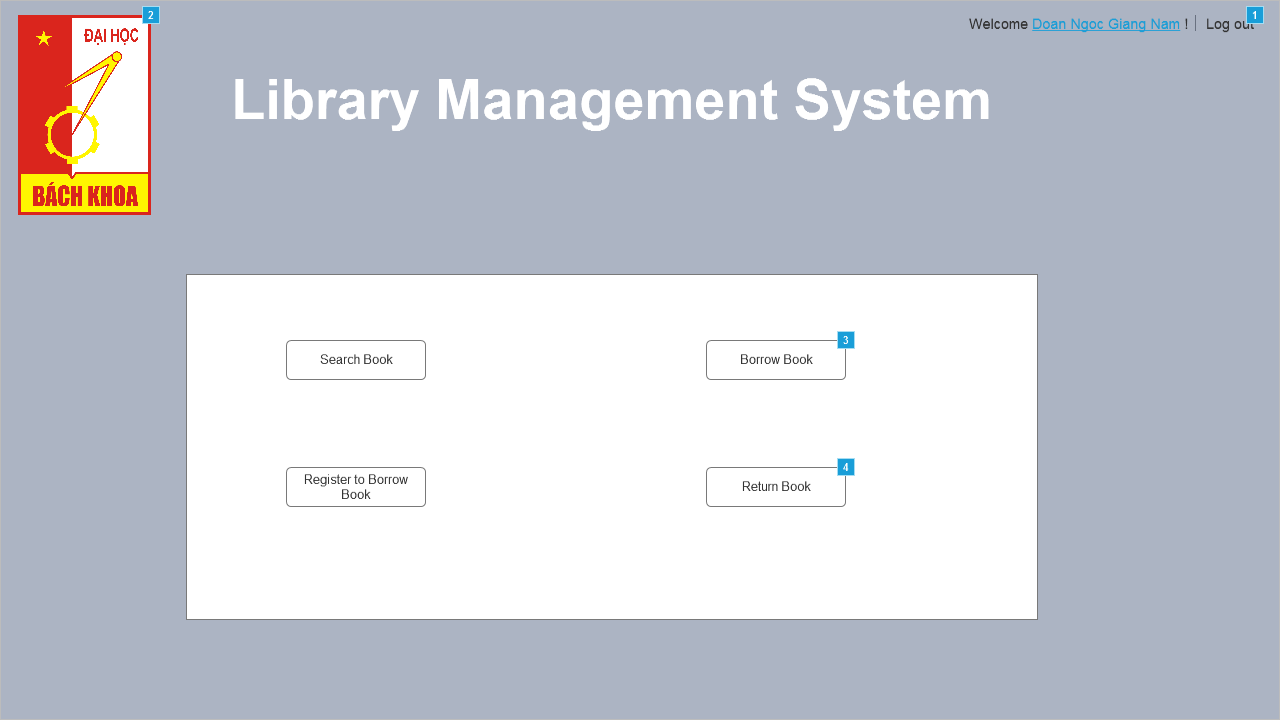 2
1
Welcome Doan Ngoc Giang Nam ! Log out
ĐẠI HỌC
Library Management System
BÁCH KHOA
Search Book
3
Borrow Book
Register to Borrow
Book
4
Return Book